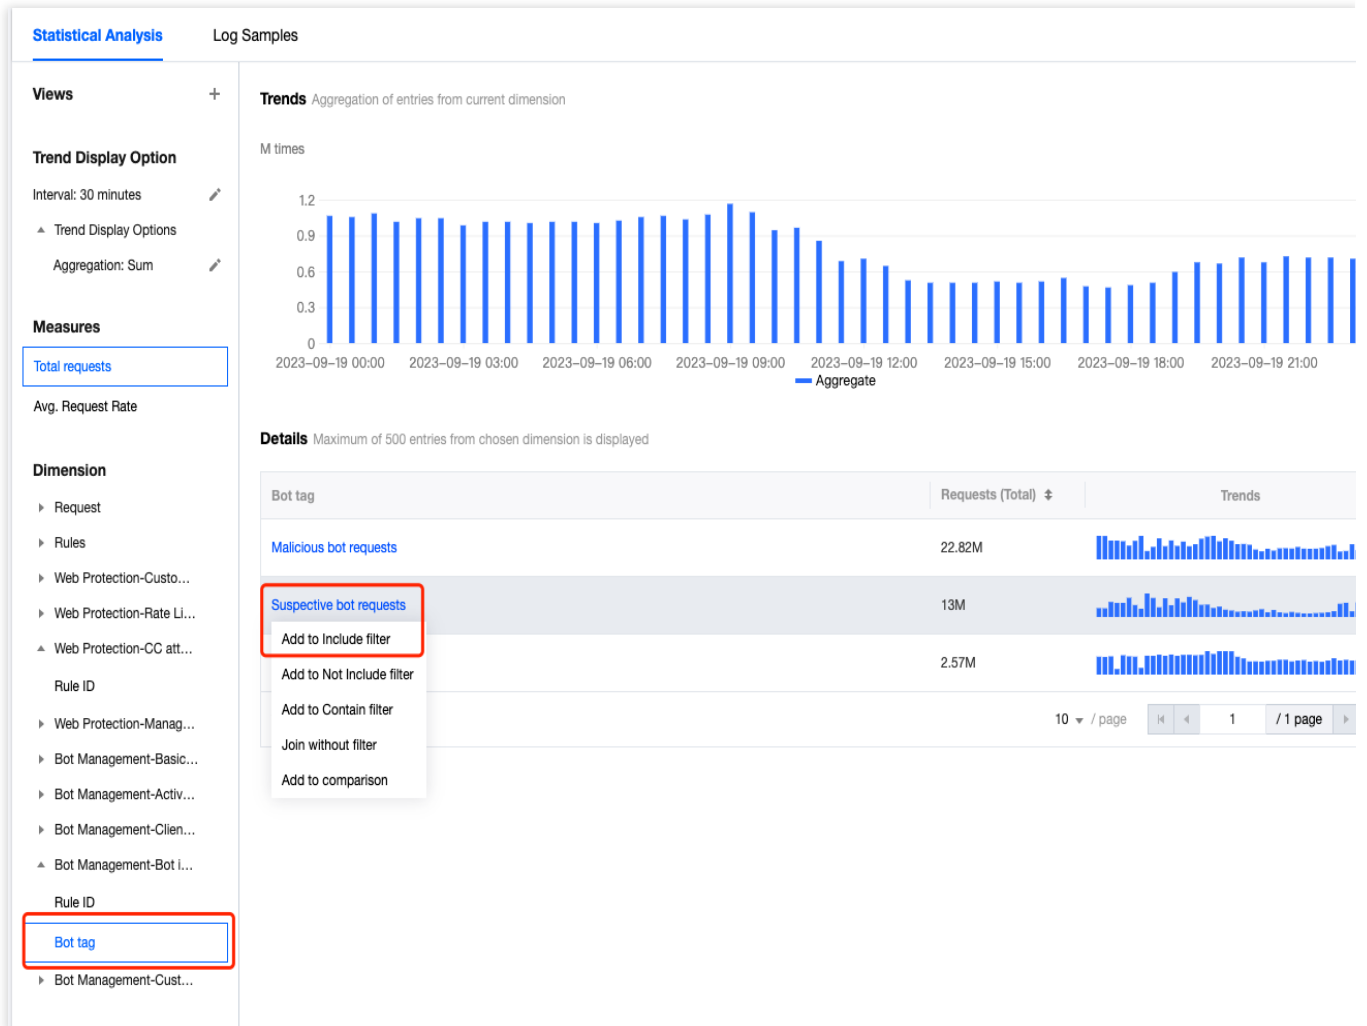 Statistical Analysis
Log Samples
Views +
Trend Display Option
Interval: 30 minutes
Trend Display Options
Aggregation: Sum
Measures
Total requests
Avg. Request Rate
Dimension
Request
Rules
Web Protection-Custo...
Web Protection-Rate Li...
Web Protection-CC att...
Rule ID
Web Protection-Manag...
Bot Management-Basic...
Bot Management-Activ...
Bot Management-Clien...
Bot Management-Bot i...
Rule ID
Bot tag
Bot Management-Cust...
Trends Aggregation of entries from current dimension
M times
1.2
0.9
0.6
0.3
0
2023-09-19 00:00 2023-09-19 03:00 2023-09-19 06:00 2023-09-19 09:00 2023-09-19 12:00 2023-09-19 15:00 2023-09-19 18:00 2023-09-19 21:00
Aggregate
Details Maximum of 500 entries from chosen dimension is displayed
Bot tag Requests (Total) Trends
Malicious bot requests 22.82M
Suspective bot requests 13M
2.57M
Add to Include filter
Add to Not Include filter
Add to Contain filter
Join without filter
Add to comparison
10 / page 1 / 1 page